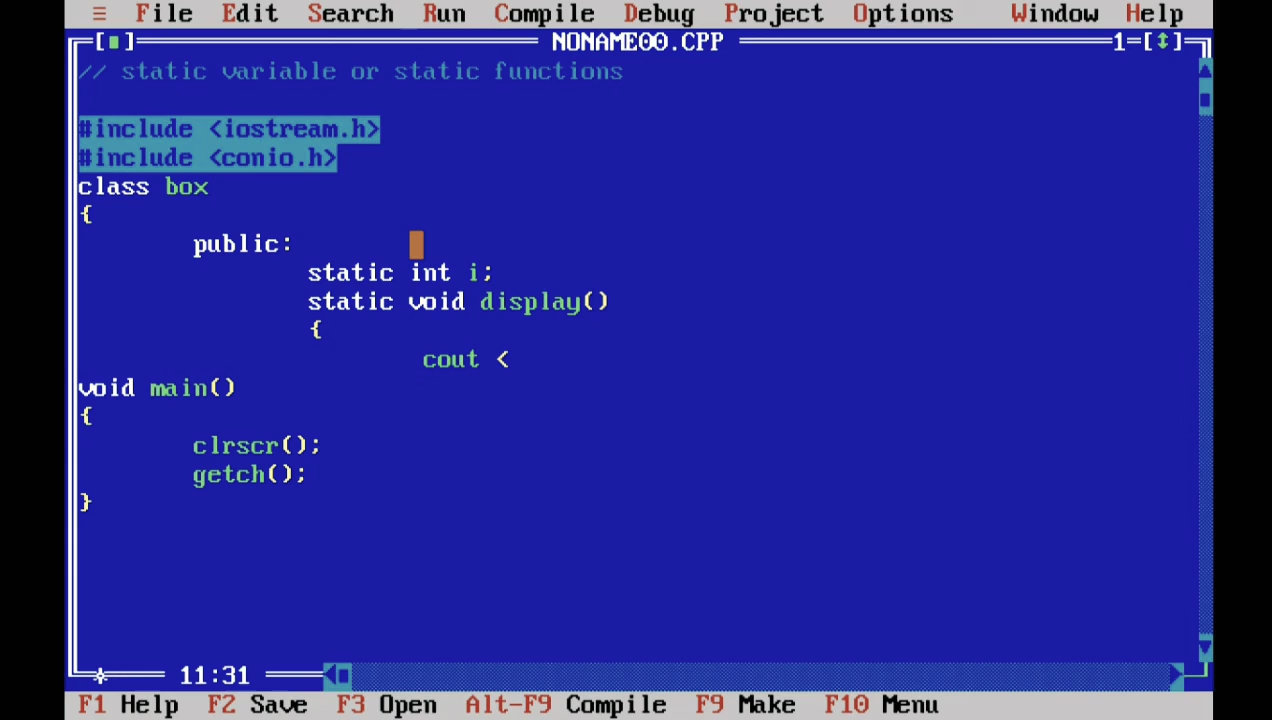 ≡ File Edit Search Run Compile Debug Project Options Window Help
[■] NONAME00.CPP 1=[↕]
// static variable or static functions
#include <iostream.h>
#include <conio.h>
class box
{
public:
static int i;
static void display()
{
cout <
void main()
{
clrscr();
getch();
}
11:31
F1 Help F2 Save F3 Open Alt-F9 Compile F9 Make F10 Menu